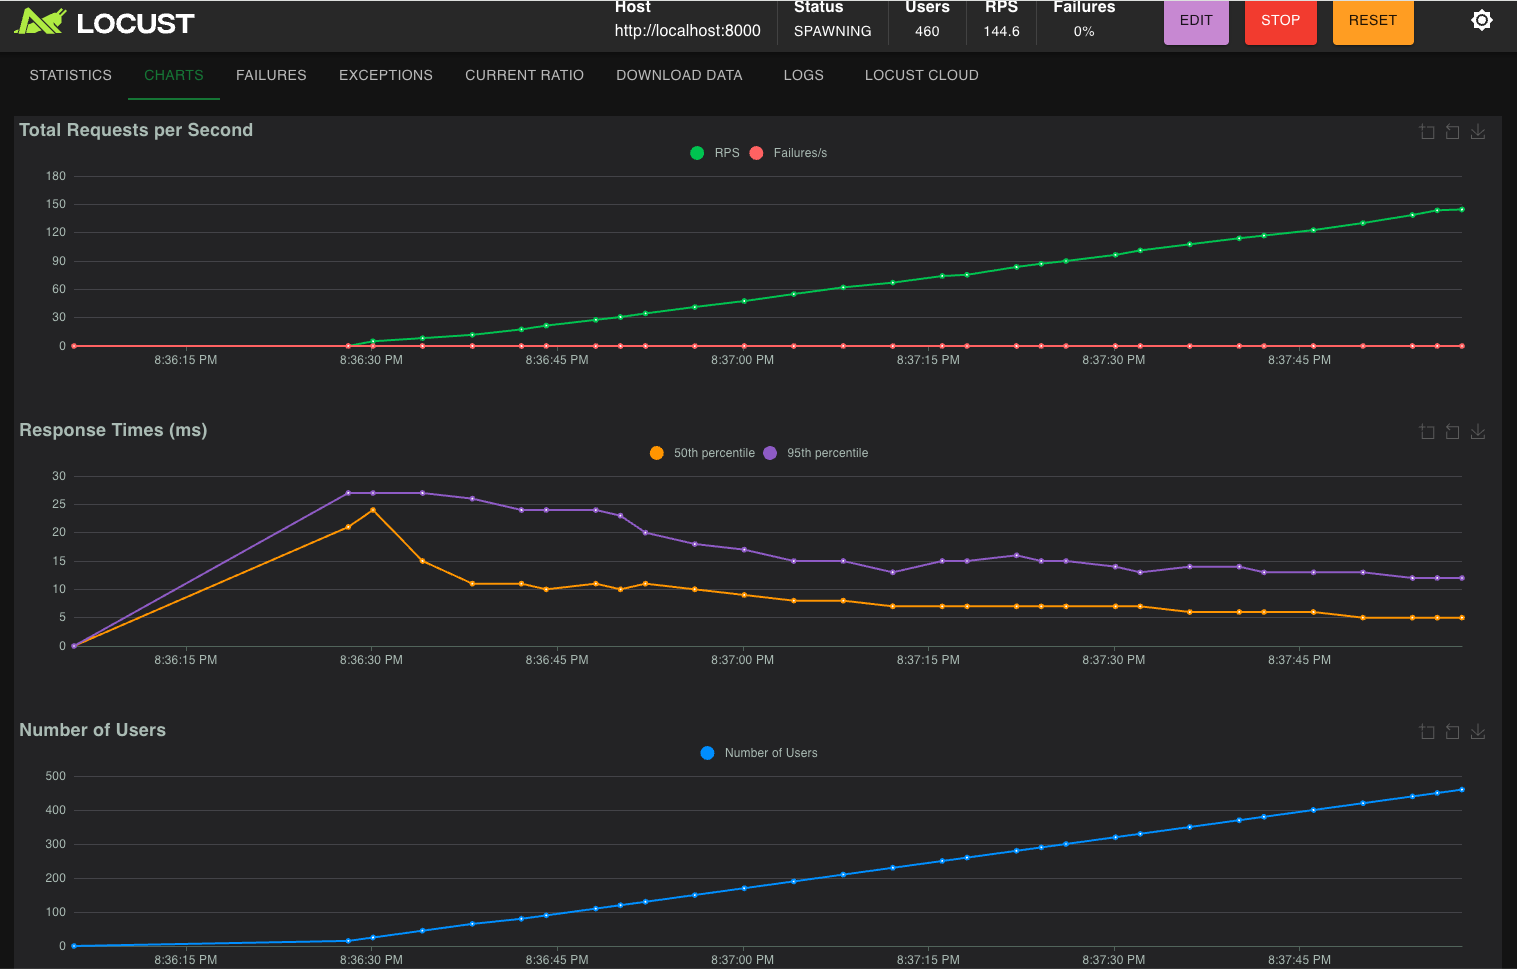 LOCUST
Host
http://localhost:8000
Status
SPAWNING
Users
460
RPS
144.6
Failures
0%
EDIT
STOP
RESET
STATISTICS CHARTS FAILURES EXCEPTIONS CURRENT RATIO DOWNLOAD DATA LOGS LOCUST CLOUD
Total Requests per Second
RPS Failures/s
180
150
120
90
60
30
0
8:36:15 PM 8:36:30 PM 8:36:45 PM 8:37:00 PM 8:37:15 PM 8:37:30 PM 8:37:45 PM
Response Times (ms)
50th percentile 95th percentile
30
25
20
15
10
5
0
8:36:15 PM 8:36:30 PM 8:36:45 PM 8:37:00 PM 8:37:15 PM 8:37:30 PM 8:37:45 PM
Number of Users
Number of Users
500
400
300
200
100
0
8:36:15 PM 8:36:30 PM 8:36:45 PM 8:37:00 PM 8:37:15 PM 8:37:30 PM 8:37:45 PM